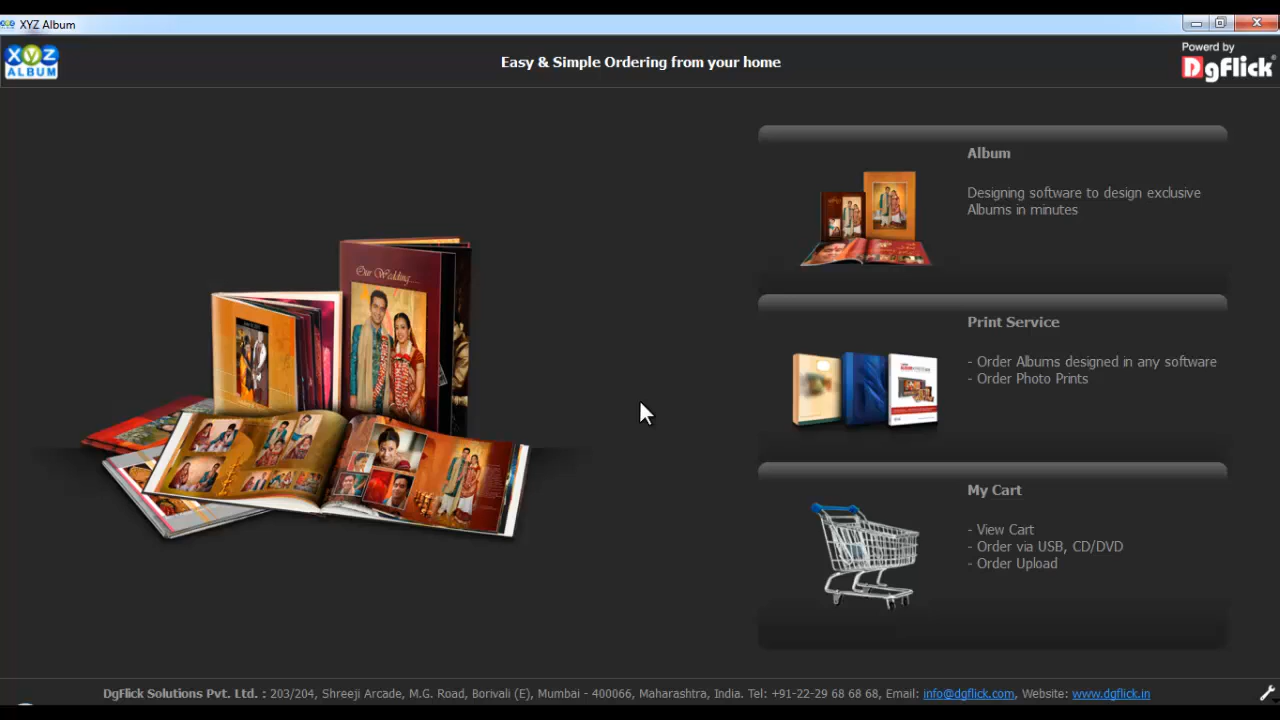 XYZ Album
XYZ
ALBUM
Easy & Simple Ordering from your home
Powerd by
DgFlick
Album
Designing software to design exclusive
Albums in minutes
Our Wedding....
Print Service
- Order Albums designed in any software
- Order Photo Prints
My Cart
- View Cart
- Order via USB, CD/DVD
- Order Upload
DgFlick Solutions Pvt. Ltd. : 203/204, Shreeji Arcade, M.G. Road, Borivali (E), Mumbai - 400066, Maharashtra, India. Tel: +91-22-29 68 68 68, Email: info@dgflick.com, Website: www.dgflick.in